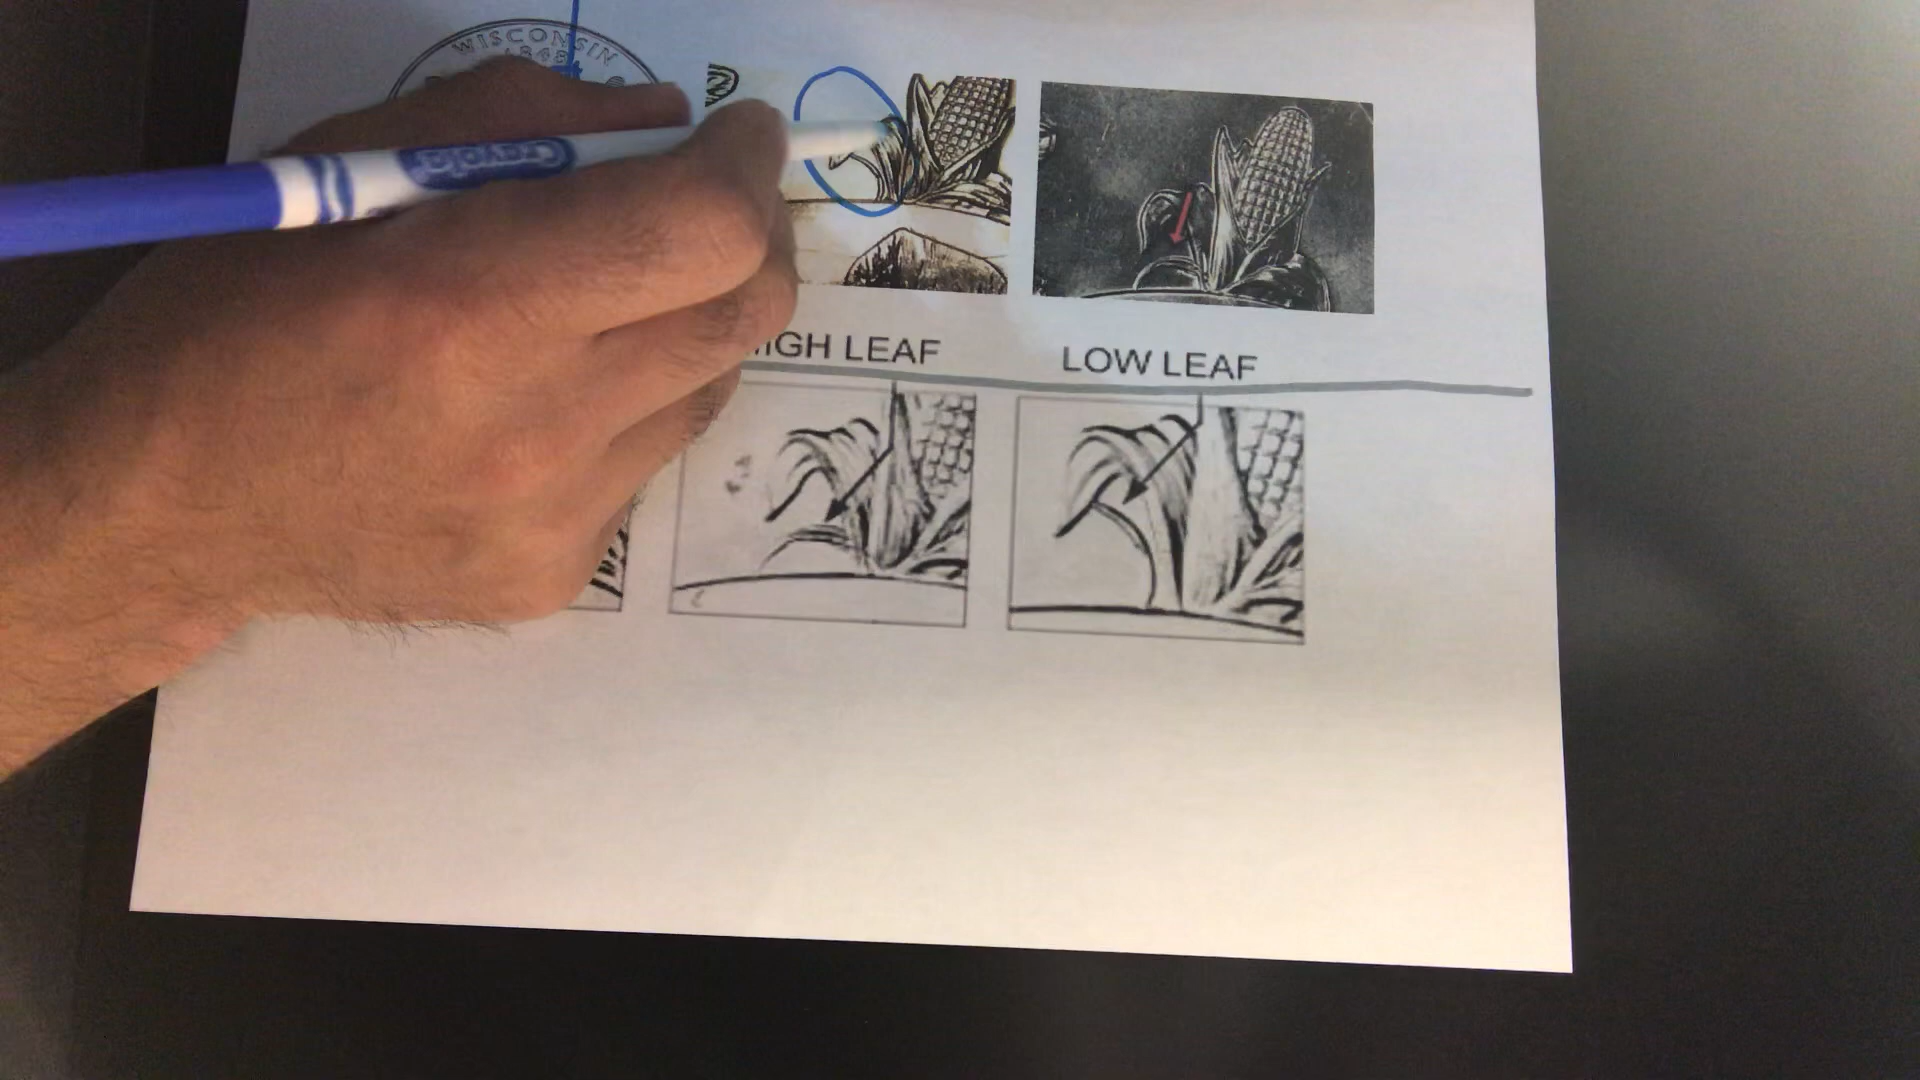 WISCONSIN
1848
Crayola
HIGH LEAF
LOW LEAF